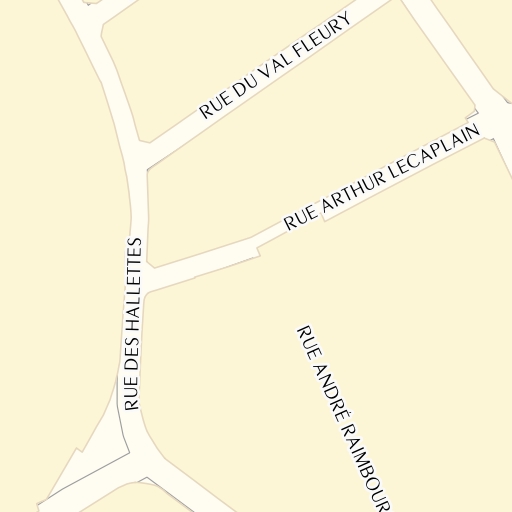 RUE DU VAL FLEURY
RUE ARTHUR LECAPLAIN
RUE DES HALLETTES
RUE ANDRÉ RAIMBOUR